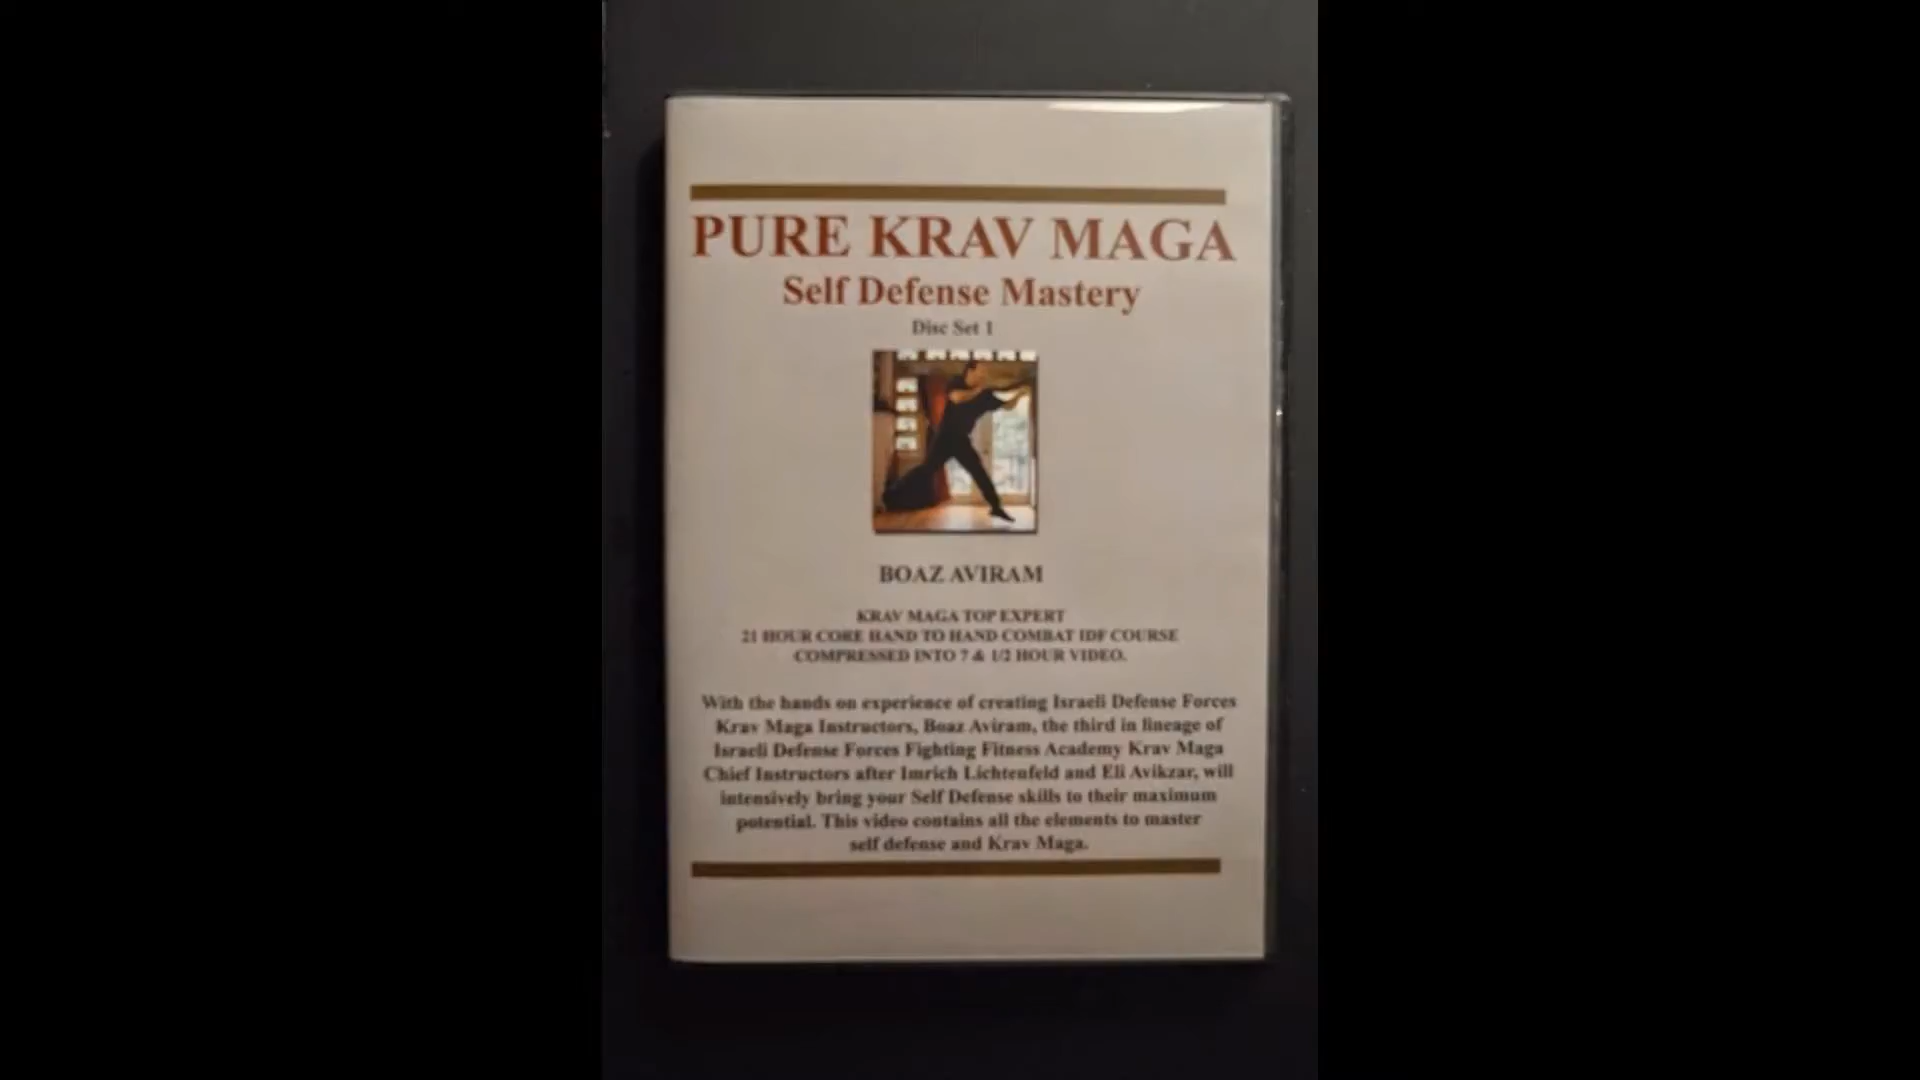 PURE KRAV MAGA
Self Defense Mastery
Disc Set 1
BOAZ AVIRAM
KRAV MAGA TOP EXPERT
21 HOUR CORE HAND TO HAND COMBAT IDF COURSE
COMPRESSED INTO 7 & 1/2 HOUR VIDEO.
With the hands on experience of creating Israeli Defense Forces
Krav Maga Instructors, Boaz Aviram, the third in lineage of
Israeli Defense Forces Fighting Fitness Academy Krav Maga
Chief Instructors after Imrich Lichtenfeld and Eli Avikzar, will
intensively bring your Self Defense skills to their maximum
potential. This video contains all the elements to master
self defense and Krav Maga.